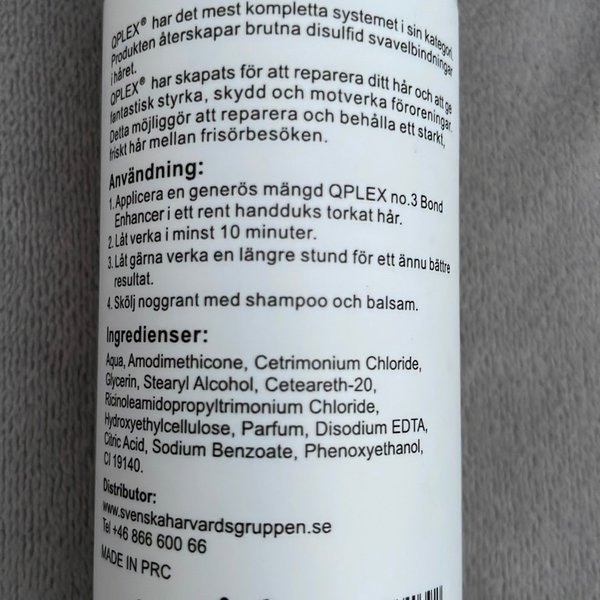 QPLEX® har det mest kompletta systemet i sin kategori.
Produkten återskapar brutna disulfid svavelbindningar
i håret.
QPLEX® har skapats för att reparera ditt hår och att ge
fantastisk styrka, skydd och motverka föroreningar.
Detta möjliggör att reparera och behålla ett starkt,
friskt hår mellan frisörbesöken.
Användning:
1. Applicera en generös mängd QPLEX no.3 Bond
Enhancer i ett rent handduks torkat hår.
2. Låt verka i minst 10 minuter.
3. Låt gärna verka en längre stund för ett ännu bättre
resultat.
4. Skölj noggrant med shampoo och balsam.
Ingredienser:
Aqua, Amodimethicone, Cetrimonium Chloride,
Glycerin, Stearyl Alcohol, Ceteareth-20,
Ricinoleamidopropyltrimonium Chloride,
Hydroxyethylcellulose, Parfum, Disodium EDTA,
Citric Acid, Sodium Benzoate, Phenoxyethanol,
CI 19140.
Distributor:
www.svenskaharvardsgruppen.se
Tel +46 866 600 66
MADE IN PRC